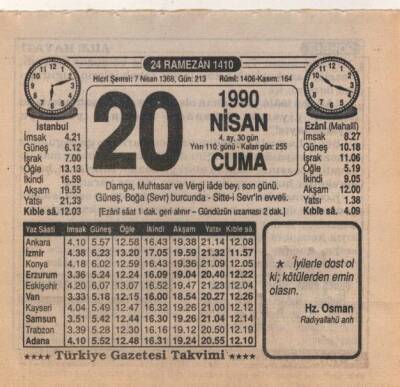 24 RAMEZÂN 1410
Hicrî Şemsî: 7 Nisan 1368, Gün: 213 Rûmî: 1406-Kasım: 164
İstanbul
İmsak 4.21
Güneş 6.12
İşrak 7.00
Öğle 13.13
İkindi 16.59
Akşam 19.55
Yatsı 21.33
Kıble sâ. 12.03
20
1990
NİSAN
4. ay, 30 gün
Yılın 110. günü - Kalan gün: 255
CUMA
Damga, Muhtasar ve Vergi iâde bey. son günü.
Güneş, Boğa (Sevr) burcunda - Sitte-i Sevr'in evveli.
[Ezânî sâat 1 dak. geri alınır – Gündüzün uzaması 2 dak.]
Ezânî (Mahallî)
İmsak 8.27
Güneş 10.18
İşrak 11.06
Öğle 5.19
İkindi 9.05
Akşam 12.00
Yatsı 1.38
Kıble sâ. 4.09
Yaz Sâati İmsak Güneş Öğle İkindi Akşam Yatsı Kıble sâ.
Ankara 4.10 5.57 12.58 16.43 19.38 21.14 12.08
İzmir 4.38 6.23 13.20 17.05 19.59 21.32 11.57
Konya 4.18 6.02 12.59 16.43 19.36 21.09 12.05
Erzurum 3.36 5.24 12.24 16.09 19.04 20.40 12.22
Eskişehir 4.20 6.07 13.07 16.52 19.47 21.23 12.04
Van 3.33 5.18 12.15 16.00 18.54 20.27 12.26
Kayseri 4.04 5.49 12.47 16.32 19.26 21.00 12.12
Samsun 3.51 5.42 12.44 16.30 19.26 21.04 12.14
Trabzon 3.39 5.28 12.30 16.16 19.12 20.50 12.19
Adana 4.10 5.52 12.48 16.31 19.24 20.55 12.10
★ İyilerle dost ol
ki; kötülerden emin
olasın.
Hz. Osman
Radıyallahü anh
★★★★ Türkiye Gazetesi Takvimi ★★★★